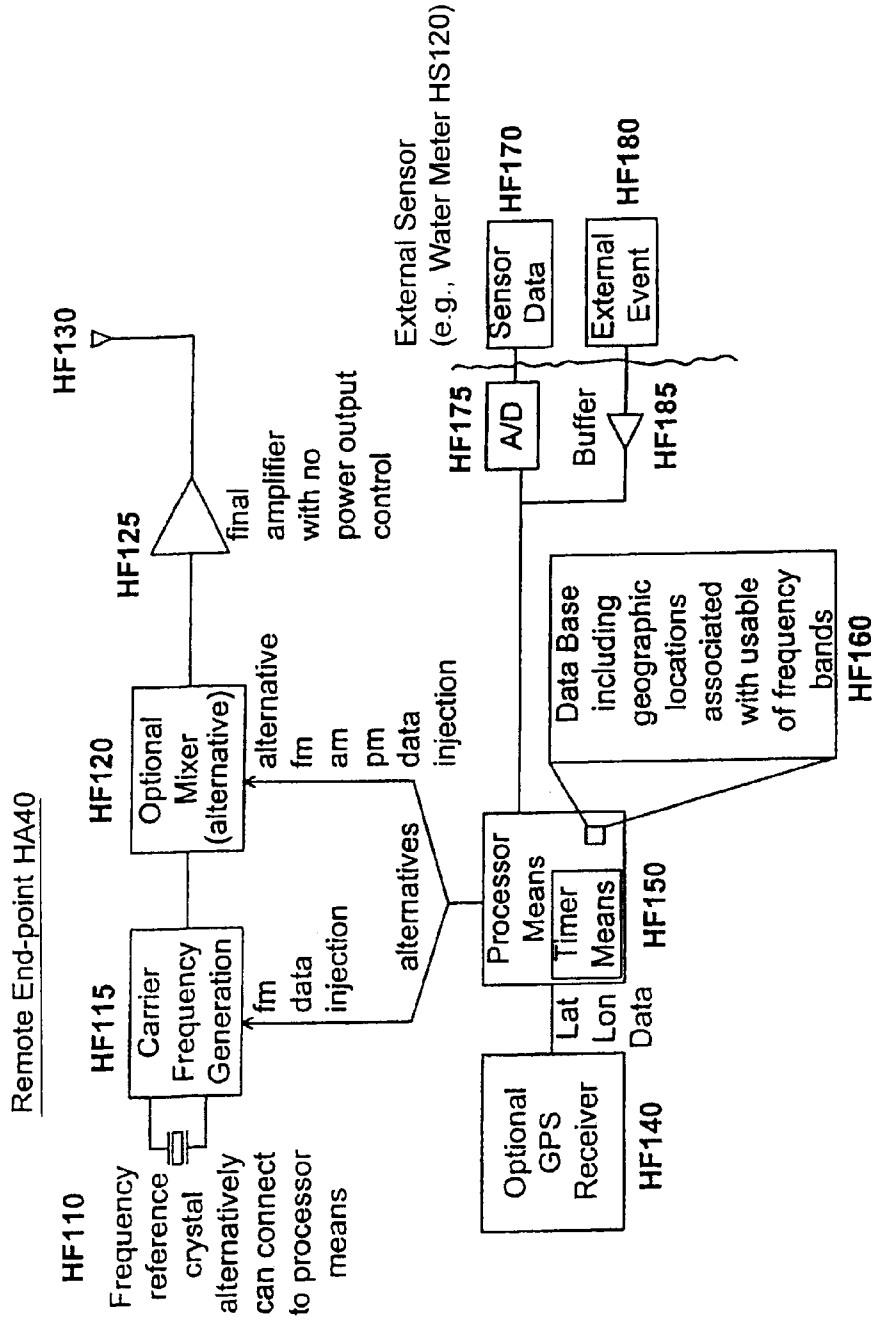 Remote End-point HA40
HF110
Frequency
reference
crystal
alternatively
can connect
to processor
means
HF115
Carrier
Frequency
Generation
HF120
Optional
Mixer
(alternative)
HF125
final
amplifier
with no
power output
control
HF130
fm
data
injection
alternatives
alternative
fm
am
pm
data
injection
Optional
GPS
Receiver
HF140
Lat
Lon
Data
Processor
Means
Timer
Means
HF150
Data Base
including
geographic
locations
associated
with usable
of frequency
bands
HF160
External Sensor
(e.g., Water Meter HS120)
HF175
A/D
Sensor
Data
HF170
Buffer
HF185
External
Event
HF180